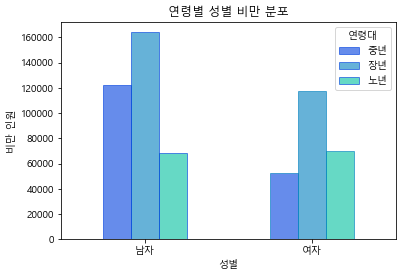 연령별 성별 비만 분포
비만 인원
160000
140000
120000
100000
80000
60000
40000
20000
0
연령대
중년
장년
노년
남자
여자
성별